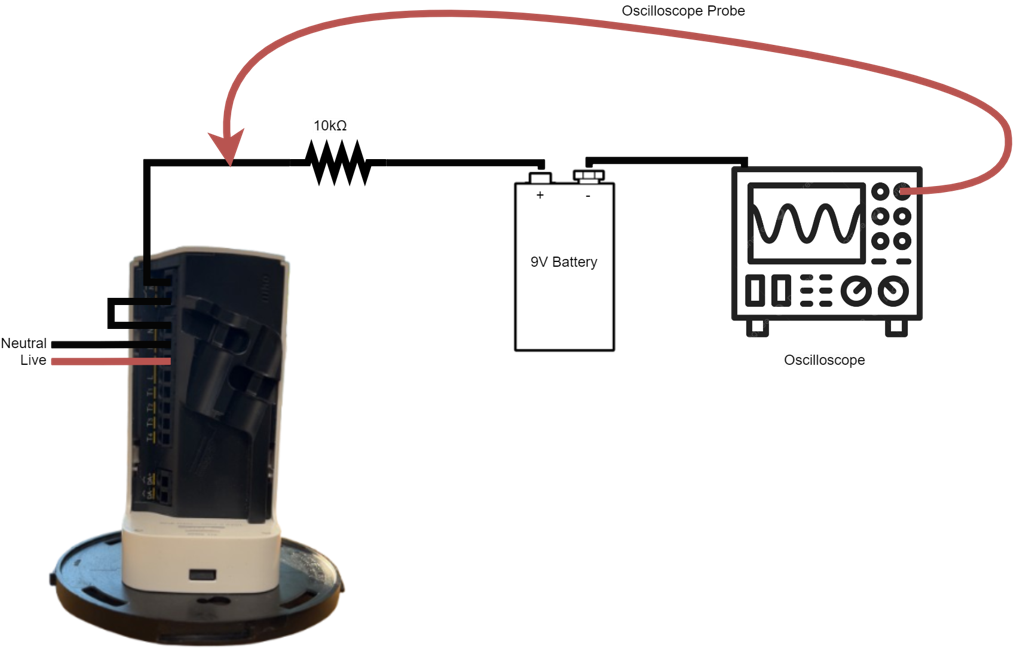 Oscilloscope Probe
10kΩ
+ -
9V Battery
Neutral
Live
Oscilloscope